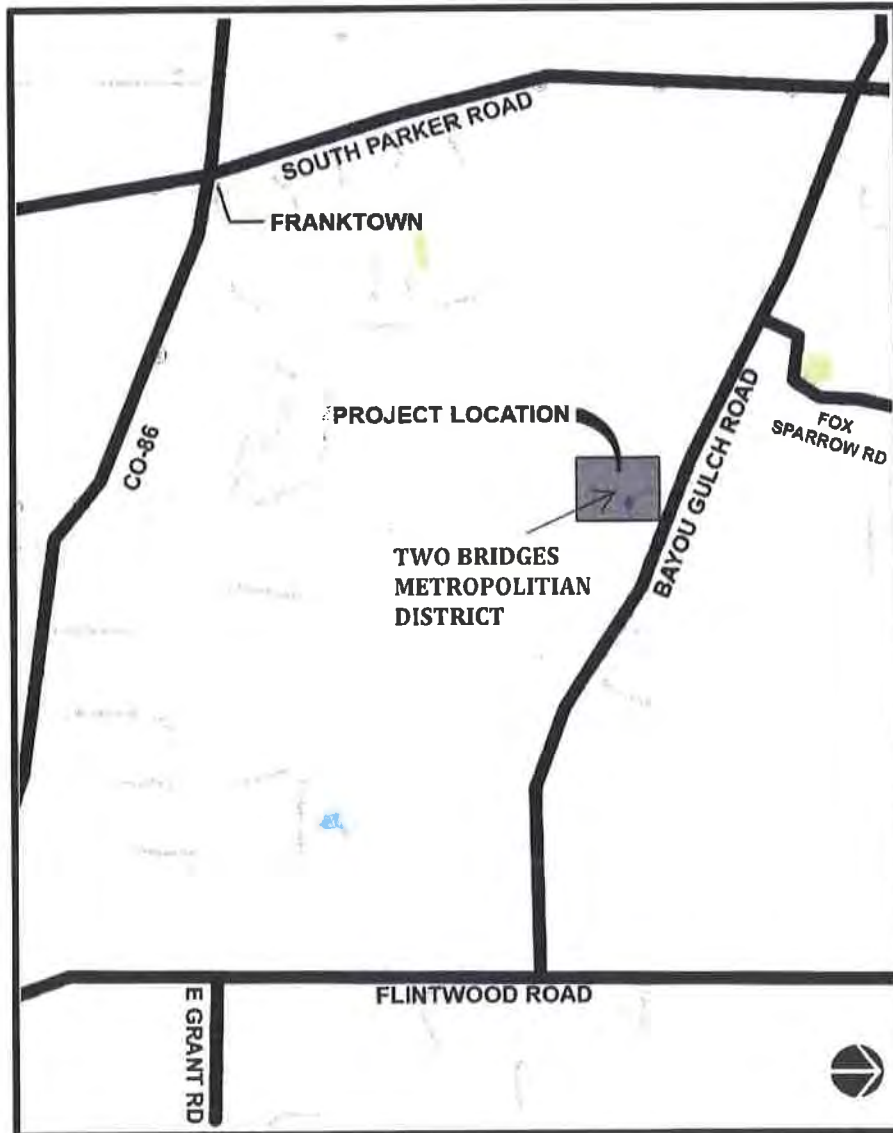 SOUTH PARKER ROAD
FRANKTOWN
PROJECT LOCATION
CO-86
BAYOU GULCH ROAD
FOX
SPARROW RD
TWO BRIDGES
METROPOLITIAN
DISTRICT
FLINTWOOD ROAD
E GRANT RD